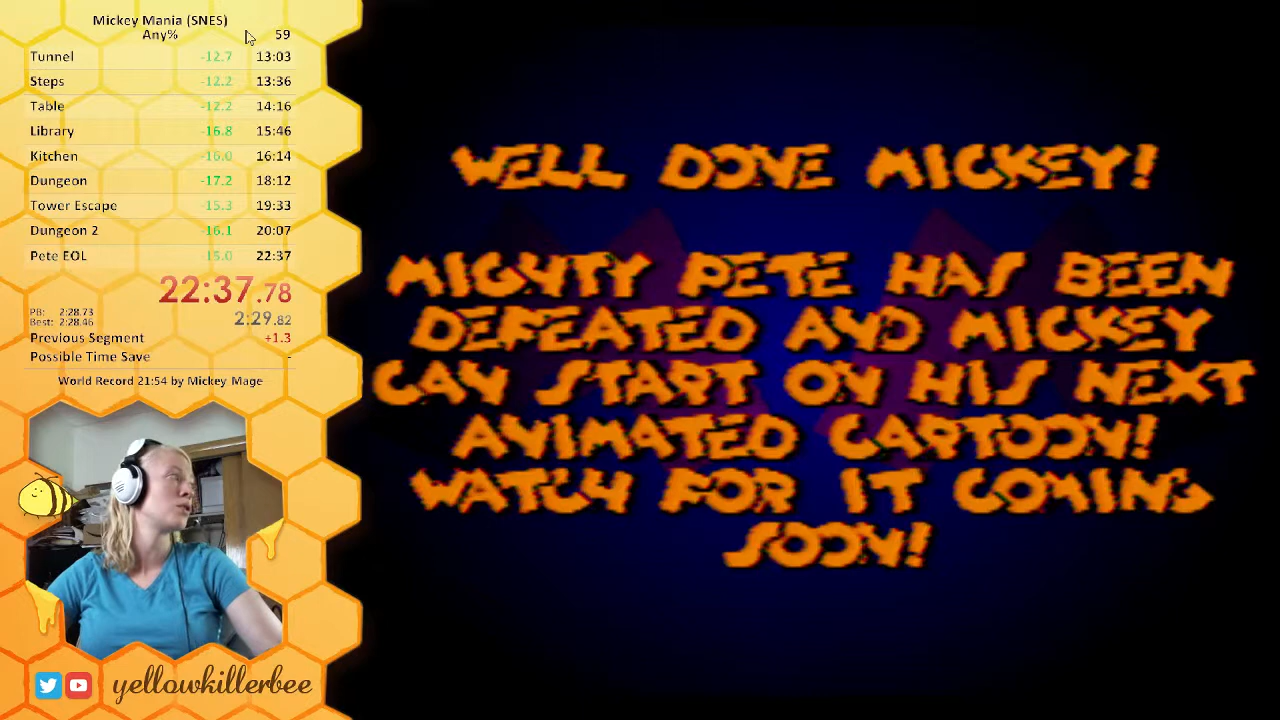 Mickey Mania (SNES)
Any% 59
Tunnel -12.7 13:03
Steps -12.2 13:36
Table -12.2 14:16
Library -16.8 15:46
Kitchen -16.0 16:14
Dungeon -17.2 18:12
Tower Escape -15.3 19:33
Dungeon 2 -16.1 20:07
Pete EOL -15.0 22:37
22:37.78
PB: 2:28.73
Best: 2:28.46
2:29.82
Previous Segment +1.3
Possible Time Save -
World Record 21:54 by Mickey Mage
yellowkillerbee
WELL DONE MICKEY!
MIGHTY PETE HAS BEEN
DEFEATED AND MICKEY
CAN START ON HIS NEXT
ANIMATED CARTOON!
WATCH FOR IT COMING
SOON!